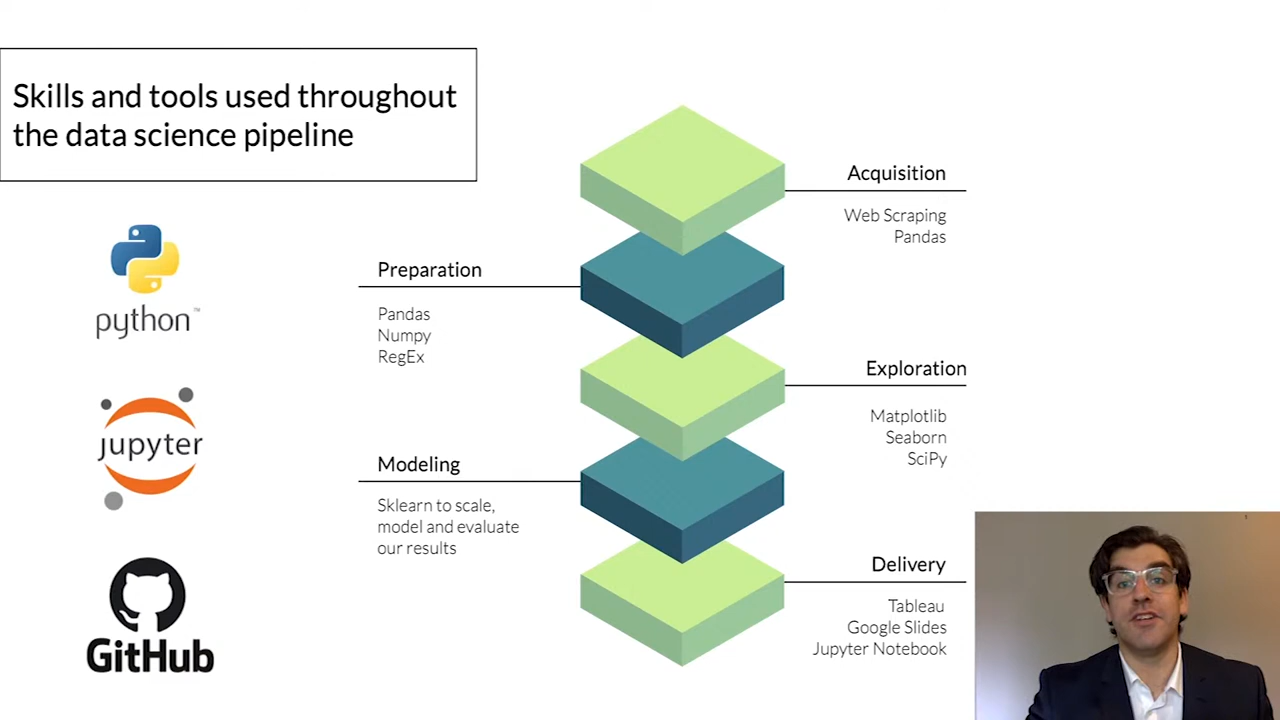 Skills and tools used throughout
the data science pipeline
python™
jupyter
GitHub
Acquisition
Web Scraping
Pandas
Preparation
Pandas
Numpy
RegEx
Exploration
Matplotlib
Seaborn
SciPy
Modeling
Sklearn to scale,
model and evaluate
our results
Delivery
Tableau
Google Slides
Jupyter Notebook